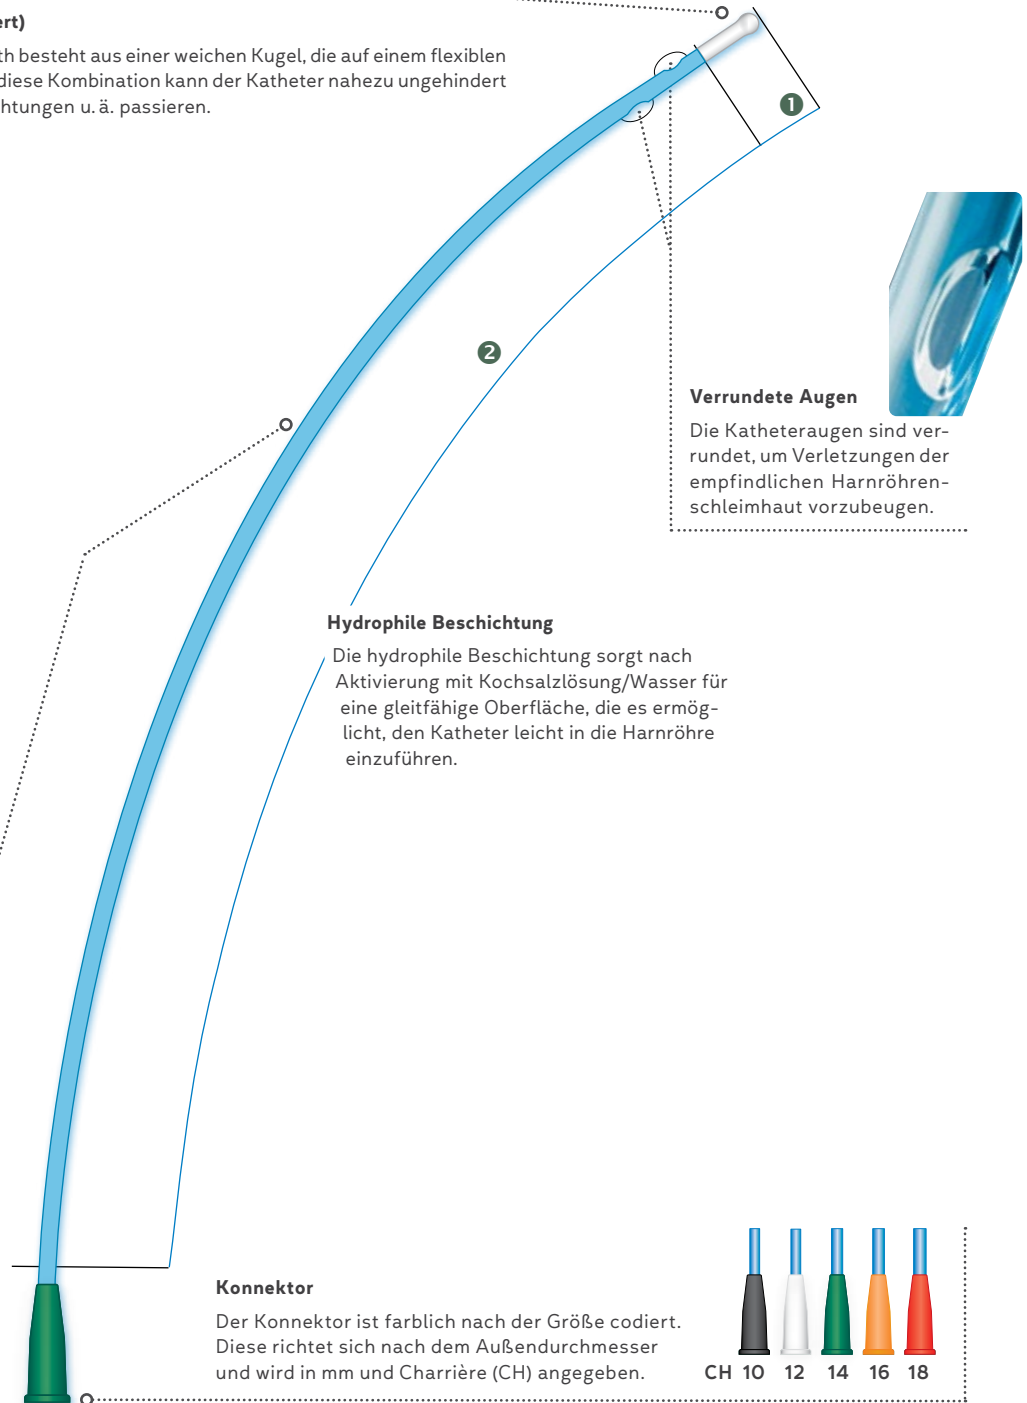 ert)
th besteht aus einer weichen Kugel, die auf einem flexiblen
diese Kombination kann der Katheter nahezu ungehindert
htungen u. ä. passieren.
1
2
Verrundete Augen
Die Katheteraugen sind ver-
rundet, um Verletzungen der
empfindlichen Harnröhren-
schleimhaut vorzubeugen.
Hydrophile Beschichtung
Die hydrophile Beschichtung sorgt nach
Aktivierung mit Kochsalzlösung/Wasser für
eine gleitfähige Oberfläche, die es ermög-
licht, den Katheter leicht in die Harnröhre
einzuführen.
Konnektor
Der Konnektor ist farblich nach der Größe codiert.
Diese richtet sich nach dem Außendurchmesser
und wird in mm und Charrière (CH) angegeben.
CH 10 12 14 16 18